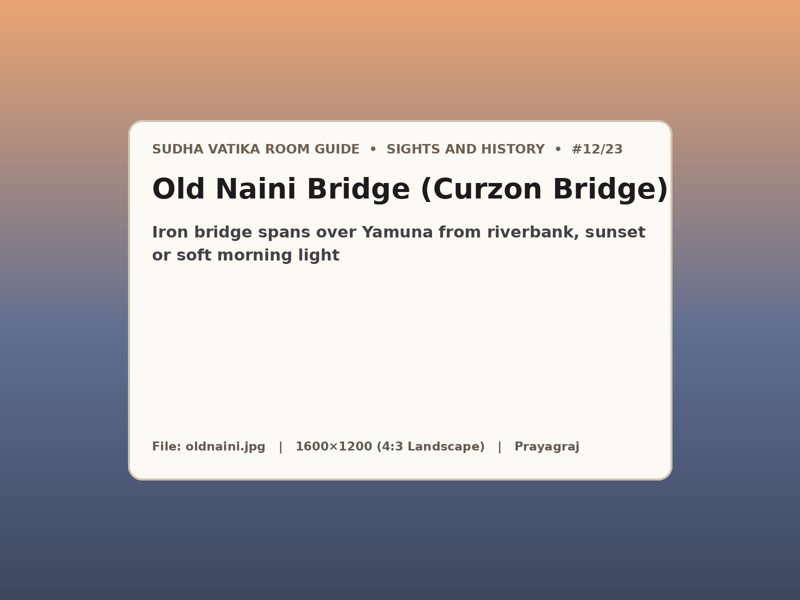 SUDHA VATIKA ROOM GUIDE • SIGHTS AND HISTORY • #12/23
Old Naini Bridge (Curzon Bridge)
Iron bridge spans over Yamuna from riverbank, sunset
or soft morning light
File: oldnaini.jpg | 1600×1200 (4:3 Landscape) | Prayagraj